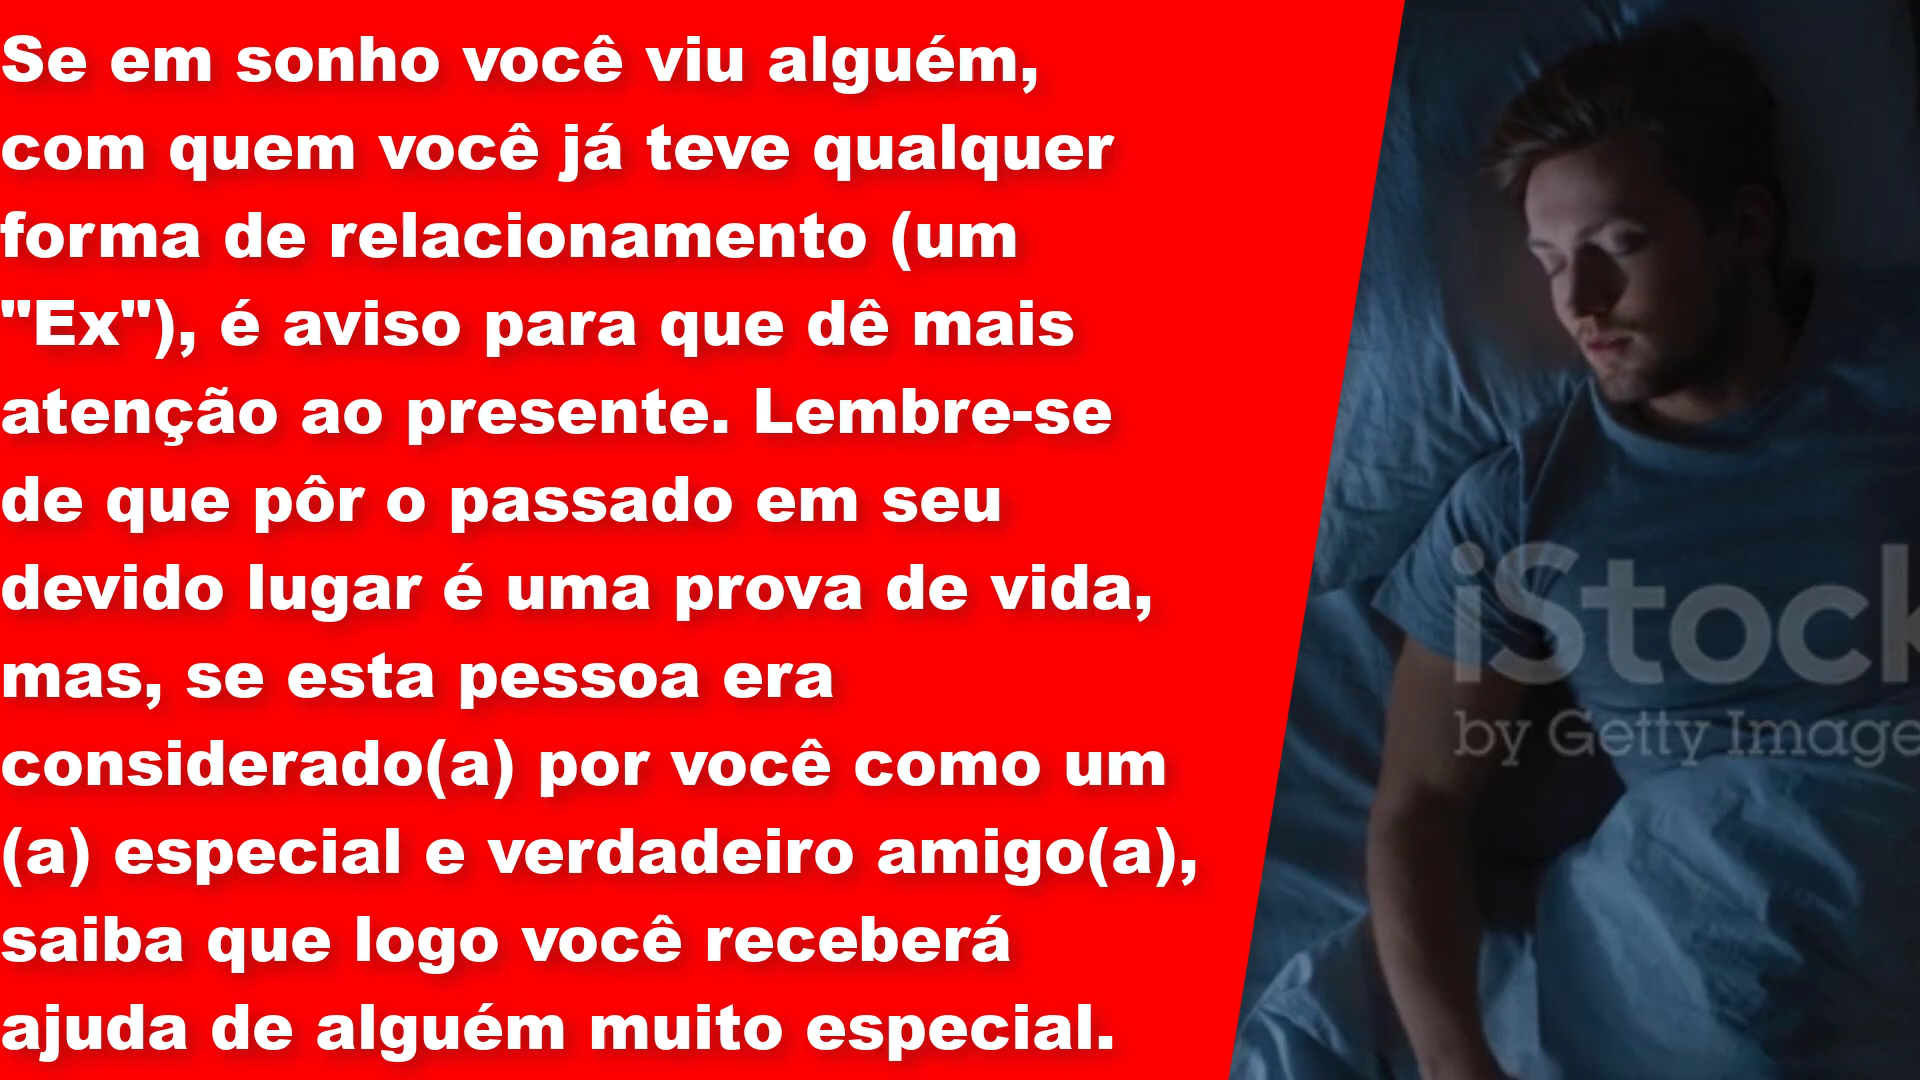 Se em sonho você viu alguém,
com quem você já teve qualquer
forma de relacionamento (um
"Ex"), é aviso para que dê mais
atenção ao presente. Lembre-se
de que pôr o passado em seu
devido lugar é uma prova de vida,
mas, se esta pessoa era
considerado(a) por você como um
(a) especial e verdadeiro amigo(a),
saiba que logo você receberá
ajuda de alguém muito especial.
iStock
by Getty Image